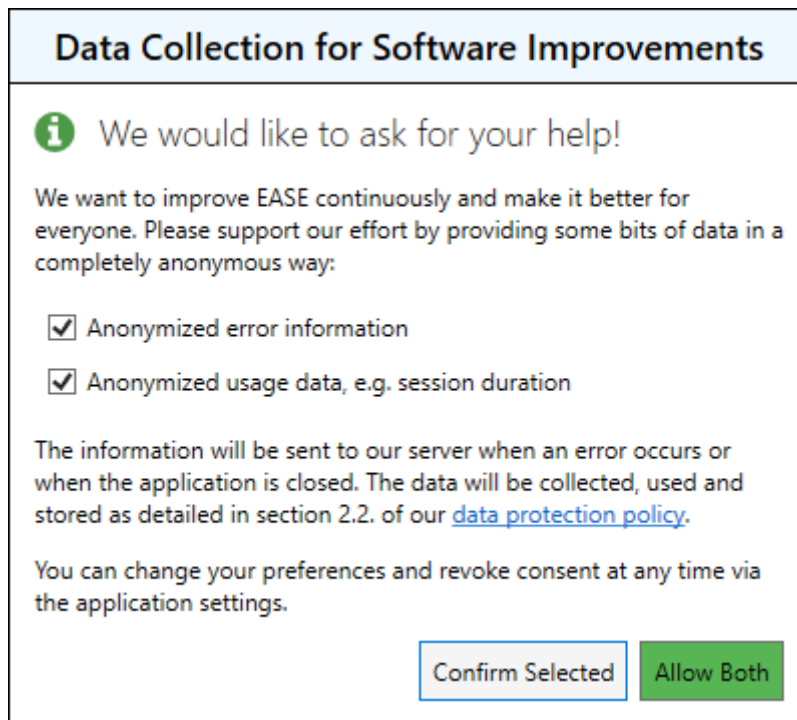 Data Collection for Software Improvements
We would like to ask for your help!
We want to improve EASE continuously and make it better for
everyone. Please support our effort by providing some bits of data in a
completely anonymous way:
Anonymized error information
Anonymized usage data, e.g. session duration
The information will be sent to our server when an error occurs or
when the application is closed. The data will be collected, used and
stored as detailed in section 2.2. of our data protection policy.
You can change your preferences and revoke consent at any time via
the application settings.
Confirm Selected
Allow Both